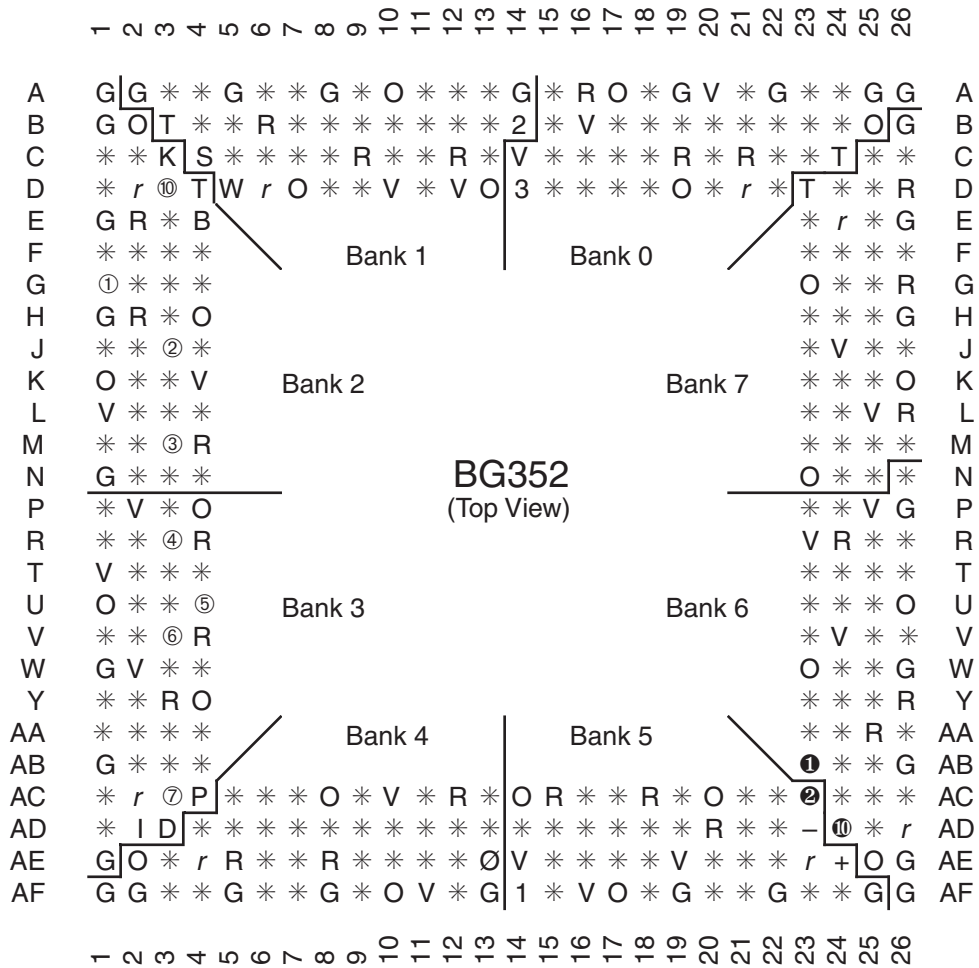 1 2 3 4 5 6 7 8 9 10 11 12 13 14 15 16 17 18 19 20 21 22 23 24 25 26
A G G ✳ ✳ G ✳ ✳ G ✳ O ✳ ✳ ✳ G ✳ R O ✳ G V ✳ G ✳ ✳ G G A
B G O T ✳ ✳ R ✳ ✳ ✳ ✳ ✳ ✳ ✳ 2 ✳ V ✳ ✳ ✳ ✳ ✳ ✳ ✳ ✳ O G B
C ✳ ✳ K S ✳ ✳ ✳ ✳ R ✳ ✳ R ✳ V ✳ ✳ ✳ ✳ R ✳ R ✳ ✳ T ✳ ✳ C
D ✳ r ⑩ T W r O ✳ ✳ V ✳ V O 3 ✳ ✳ ✳ ✳ O ✳ r ✳ T ✳ ✳ R D
E G R ✳ B ✳ r ✳ G E
F ✳ ✳ ✳ ✳ Bank 1 Bank 0 ✳ ✳ ✳ ✳ F
G ① ✳ ✳ ✳ O ✳ ✳ R G
H G R ✳ O ✳ ✳ ✳ G H
J ✳ ✳ ② ✳ ✳ V ✳ ✳ J
K O ✳ ✳ V Bank 2 Bank 7 ✳ ✳ ✳ O K
L V ✳ ✳ ✳ ✳ ✳ V R L
M ✳ ✳ ③ R ✳ ✳ ✳ ✳ M
N G ✳ ✳ ✳ BG352 O ✳ ✳ ✳ N
P ✳ V ✳ O (Top View) ✳ ✳ V G P
R ✳ ✳ ④ R V R ✳ ✳ R
T V ✳ ✳ ✳ ✳ ✳ ✳ ✳ T
U O ✳ ✳ ⑤ Bank 3 Bank 6 ✳ ✳ ✳ O U
V ✳ ✳ ⑥ R ✳ V ✳ ✳ V
W G V ✳ ✳ O ✳ ✳ G W
Y ✳ ✳ R O ✳ ✳ ✳ R Y
AA ✳ ✳ ✳ ✳ Bank 4 Bank 5 ✳ ✳ R ✳ AA
AB G ✳ ✳ ✳ ❶ ✳ ✳ G AB
AC ✳ r ⑦ P ✳ ✳ ✳ O ✳ V ✳ R ✳ O R ✳ ✳ R ✳ O ✳ ✳ ❷ ✳ ✳ ✳ AC
AD ✳ I D ✳ ✳ ✳ ✳ ✳ ✳ ✳ ✳ ✳ ✳ ✳ ✳ ✳ ✳ ✳ ✳ R ✳ ✳ – ❿ ✳ r AD
AE G O ✳ r R ✳ ✳ R ✳ ✳ ✳ ✳ Ø V ✳ ✳ ✳ ✳ V ✳ ✳ ✳ r + O G AE
AF G G ✳ ✳ G ✳ ✳ G ✳ O V ✳ G 1 ✳ V O ✳ G ✳ ✳ G ✳ ✳ G G AF
1 2 3 4 5 6 7 8 9 10 11 12 13 14 15 16 17 18 19 20 21 22 23 24 25 26